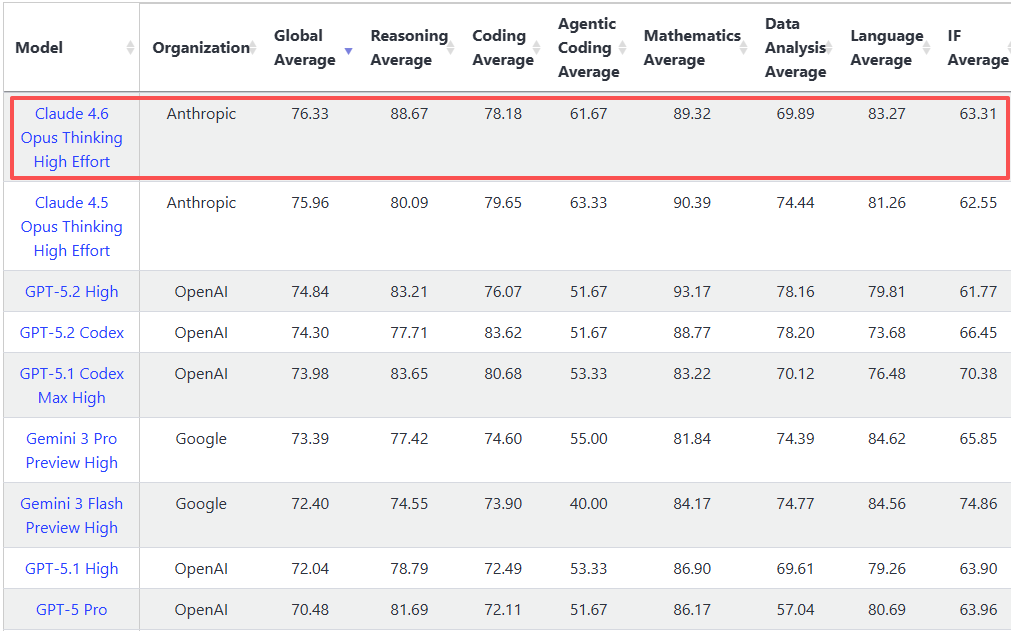 Model Organization Global Average Reasoning Average Coding Average Agentic Coding Average Mathematics Average Data Analysis Average Language Average IF Average
Claude 4.6 Opus Thinking High Effort Anthropic 76.33 88.67 78.18 61.67 89.32 69.89 83.27 63.31
Claude 4.5 Opus Thinking High Effort Anthropic 75.96 80.09 79.65 63.33 90.39 74.44 81.26 62.55
GPT-5.2 High OpenAI 74.84 83.21 76.07 51.67 93.17 78.16 79.81 61.77
GPT-5.2 Codex OpenAI 74.30 77.71 83.62 51.67 88.77 78.20 73.68 66.45
GPT-5.1 Codex Max High OpenAI 73.98 83.65 80.68 53.33 83.22 70.12 76.48 70.38
Gemini 3 Pro Preview High Google 73.39 77.42 74.60 55.00 81.84 74.39 84.62 65.85
Gemini 3 Flash Preview High Google 72.40 74.55 73.90 40.00 84.17 74.77 84.56 74.86
GPT-5.1 High OpenAI 72.04 78.79 72.49 53.33 86.90 69.61 79.26 63.90
GPT-5 Pro OpenAI 70.48 81.69 72.11 51.67 86.17 57.04 80.69 63.96